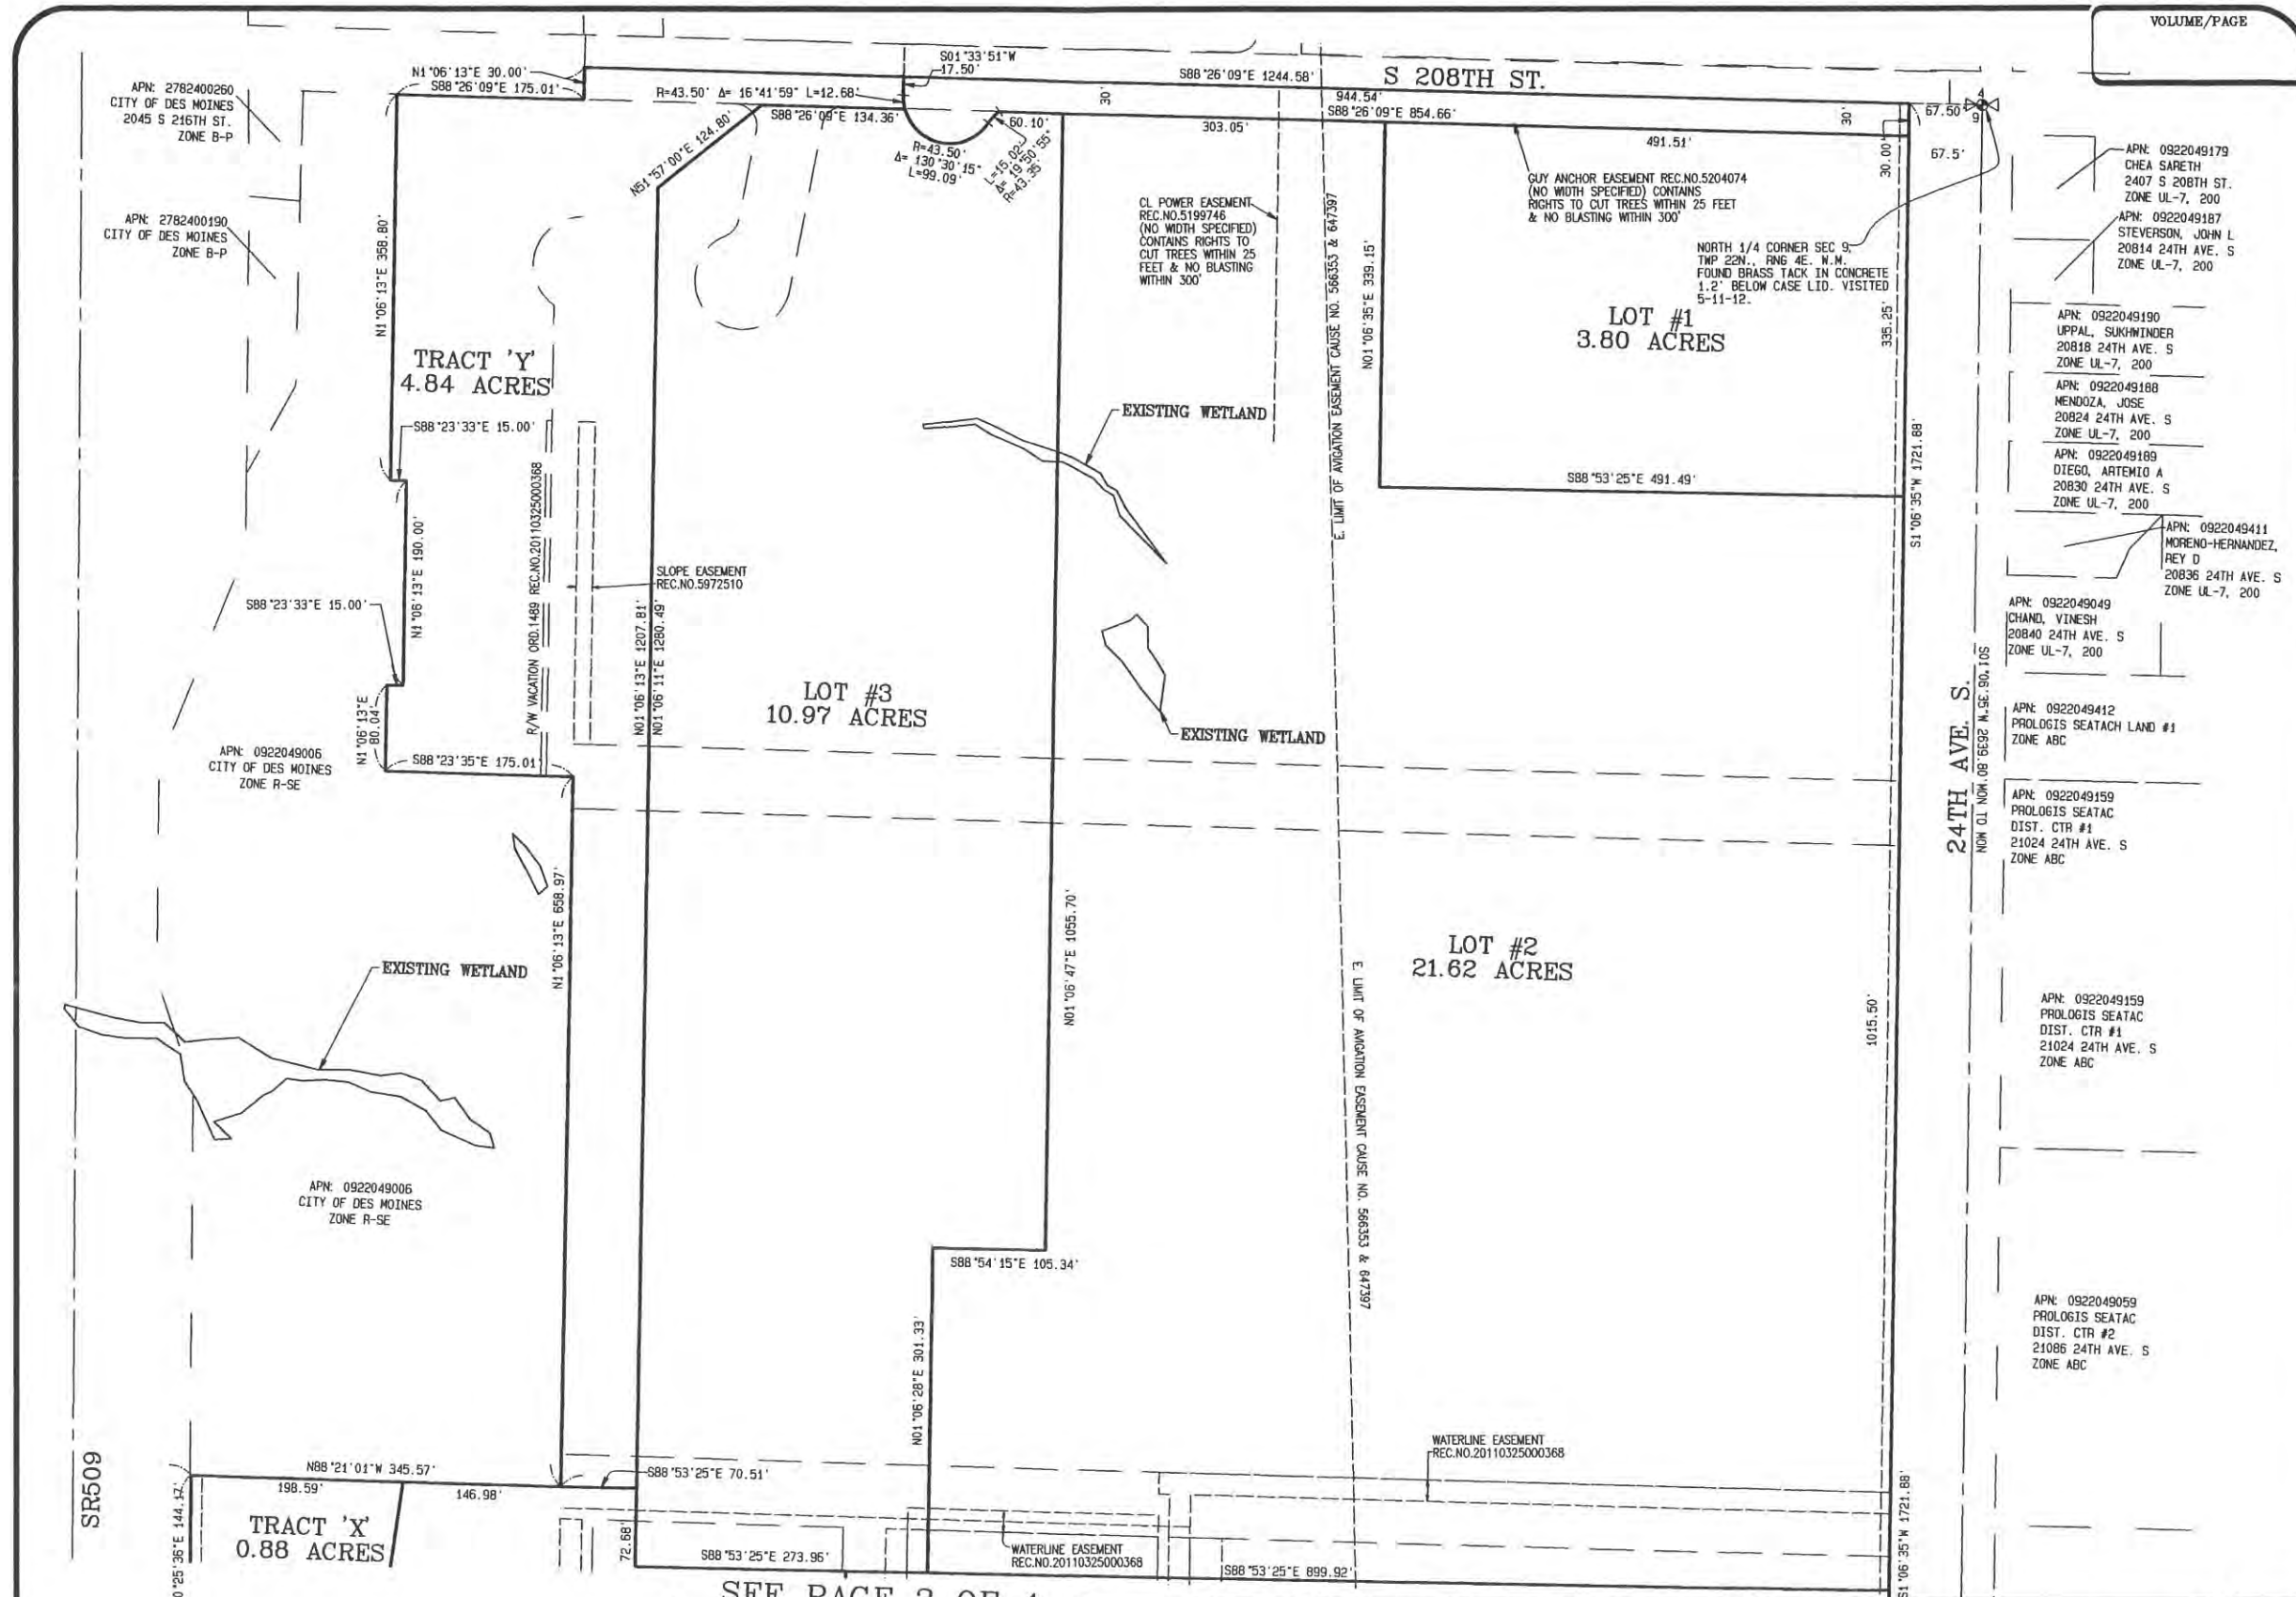 VOLUME/PAGE
S01°33'51"W
17.50'
N1°06'13"E 30.00'
S88°26'09"E 175.01'
S88°26'09"E 1244.58'
S 208TH ST.
APN: 2782400260
CITY OF DES MOINES
2045 S 216TH ST.
ZONE B-P
R=43.50' Δ= 16°41'59" L=12.68'
S88°26'09"E 134.36'
N51°57'00"E 124.80'
R=43.50'
Δ= 130°30'15"
L=99.09'
L=15.02'
Δ= 19°50'55"
R=43.35'
60.10'
30'
944.54'
S88°26'09"E 854.66'
303.05'
491.51'
30'
30.00'
67.50'
67.5'
4
9
APN: 2782400190
CITY OF DES MOINES
ZONE B-P
CL POWER EASEMENT
REC.NO.5199746
(NO WIDTH SPECIFIED)
CONTAINS RIGHTS TO
CUT TREES WITHIN 25
FEET & NO BLASTING
WITHIN 300'
GUY ANCHOR EASEMENT REC.NO.5204074
(NO WIDTH SPECIFIED) CONTAINS
RIGHTS TO CUT TREES WITHIN 25 FEET
& NO BLASTING WITHIN 300'
NORTH 1/4 CORNER SEC 9,
TWP 22N., RNG 4E. W.M.
FOUND BRASS TACK IN CONCRETE
1.2' BELOW CASE LID. VISITED
5-11-12.
APN: 0922049179
CHEA SARETH
2407 S 208TH ST.
ZONE UL-7, 200
APN: 0922049187
STEVERSON, JOHN L
20814 24TH AVE. S
ZONE UL-7, 200
APN: 0922049190
UPPAL, SUKHWINDER
20818 24TH AVE. S
ZONE UL-7, 200
APN: 0922049188
MENDOZA, JOSE
20824 24TH AVE. S
ZONE UL-7, 200
APN: 0922049189
DIEGO, ARTEMIO A
20830 24TH AVE. S
ZONE UL-7, 200
APN: 0922049411
MORENO-HERNANDEZ,
REY D
20836 24TH AVE. S
ZONE UL-7, 200
APN: 0922049049
CHAND, VINESH
20840 24TH AVE. S
ZONE UL-7, 200
APN: 0922049412
PROLOGIS SEATACH LAND #1
ZONE ABC
APN: 0922049159
PROLOGIS SEATAC
DIST. CTR #1
21024 24TH AVE. S
ZONE ABC
APN: 0922049159
PROLOGIS SEATAC
DIST. CTR #1
21024 24TH AVE. S
ZONE ABC
APN: 0922049059
PROLOGIS SEATAC
DIST. CTR #2
21086 24TH AVE. S
ZONE ABC
N1°06'13"E 358.80'
TRACT 'Y'
4.84 ACRES
S88°23'33"E 15.00'
N1°06'13"E 190.00'
S88°23'33"E 15.00'
N1°06'13"E
80.04'
S88°23'35"E 175.01'
R/W VACATION ORD.1489 REC.NO.20110325000368
SLOPE EASEMENT
REC.NO.5972510
N01°06'13"E 1207.81'
N01°06'11"E 1280.49'
EXISTING WETLAND
LOT #3
10.97 ACRES
EXISTING WETLAND
E. LIMIT OF AVIGATION EASEMENT CAUSE NO. 566353 & 647397
N01°06'35"E 339.15'
LOT #1
3.80 ACRES
335.25'
S88°53'25"E 491.49'
S1°06'35"W 1721.88'
24TH AVE. S.
S01°06'35"W 2639.80' MON TO MON
APN: 0922049006
CITY OF DES MOINES
ZONE R-SE
N1°06'13"E 658.97'
EXISTING WETLAND
N01°06'47"E 1055.70'
LOT #2
21.62 ACRES
E. LIMIT OF AVIGATION EASEMENT CAUSE NO. 566353 & 647397
1015.50'
APN: 0922049006
CITY OF DES MOINES
ZONE R-SE
S88°54'15"E 105.34'
N01°06'28"E 301.33'
SR509
N88°21'01"W 345.57'
198.59'
146.98'
S88°53'25"E 70.51'
TRACT 'X'
0.88 ACRES
0°25'36"E 144.17'
72.68'
S88°53'25"E 273.96'
WATERLINE EASEMENT
REC.NO.20110325000368
WATERLINE EASEMENT
REC.NO.20110325000368
S88°53'25"E 899.92'
S1°06'35"W 1721.88'
SEE PAGE